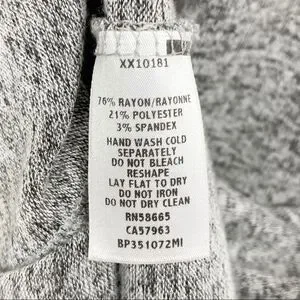 XX10181
76% RAYON/RAYONNE
21% POLYESTER
3% SPANDEX
HAND WASH COLD
SEPARATELY
DO NOT BLEACH
RESHAPE
LAY FLAT TO DRY
DO NOT IRON
DO NOT DRY CLEAN
RN58665
CA57963
BP351072MI